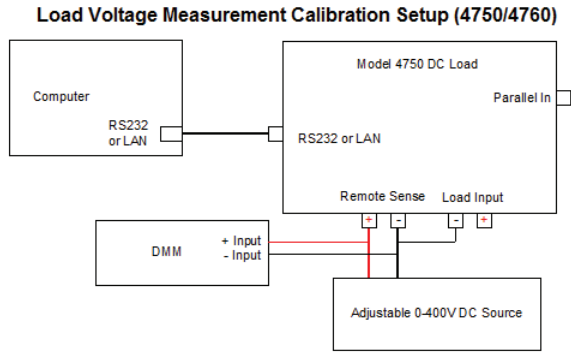 Load Voltage Measurement Calibration Setup (4750/4760)
Model 4750 DC Load
Computer
Parallel In
RS232
or LAN
RS232 or LAN
Remote Sense
Load Input
+
-
-
+
DMM
+ Input
- Input
Adjustable 0-400V DC Source